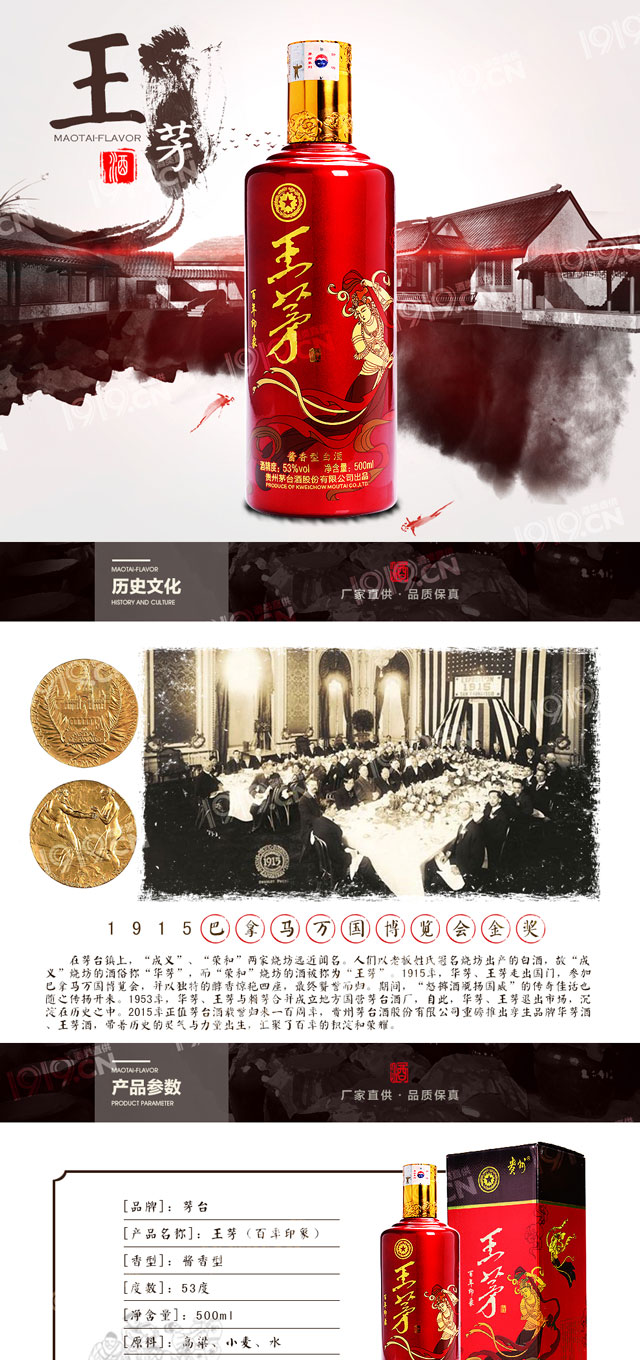 王茅
MAOTAI-FLAVOR
酒
1919.CN
王茅
百年印象
酱香型白酒
酒精度：53%vol 净含量：500ml
贵州茅台酒股份有限公司出品
PRODUCE OF KWEICHOW MOUTAI CO.,LTD.
MAOTAI-FLAVOR
历史文化
HISTORY AND CULTURE
厂家直供 · 品质保真
1915
1915
1915巴拿马万国博览会金奖
在茅台镇上，“成义”、“荣和”两家烧坊远近闻名。人们以老板姓氏冠名烧坊出产的白酒，故“成
义”烧坊的酒俗称“华茅”，而“荣和”烧坊的酒被称为“王茅”。1915年，华茅、王茅走出国门，参加
巴拿马万国博览会，并以独特的醇香惊艳四座，最终誉誉而归。期间，“怒掷酒瓶扬国威”的传奇佳话也
随之传扬开来。1953年，华茅、王茅与赖茅合并成立地方国营茅台酒厂，自此，华茅、王茅退出市场，沉
淀在历史之中。2015年正值茅台酒载誉归来一百周年，贵州茅台酒股份有限公司重磅推出孪生品牌华茅酒
、王茅酒，带着历史的灵气与力量出生，汇聚了百年的积淀和荣耀。
MAOTAI-FLAVOR
产品参数
PRODUCT PARAMETER
酒
厂家直供 · 品质保真
[品牌]：茅台
[产品名称]：王茅（百年印象）
[香型]：酱香型
[度数]：53度
[净含量]：500ml
[原料]：高粱、小麦、水
贵州
王茅
百年印象
王茅
百年印象